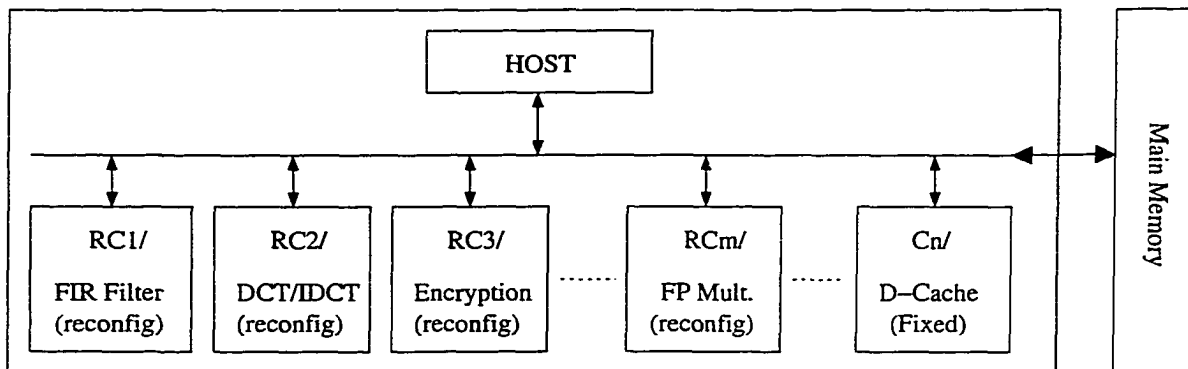 HOST
Main Memory
RC1/
FIR Filter
(reconfig)
RC2/
DCT/IDCT
(reconfig)
RC3/
Encryption
(reconfig)
RCm/
FP Mult.
(reconfig)
Cn/
D–Cache
(Fixed)